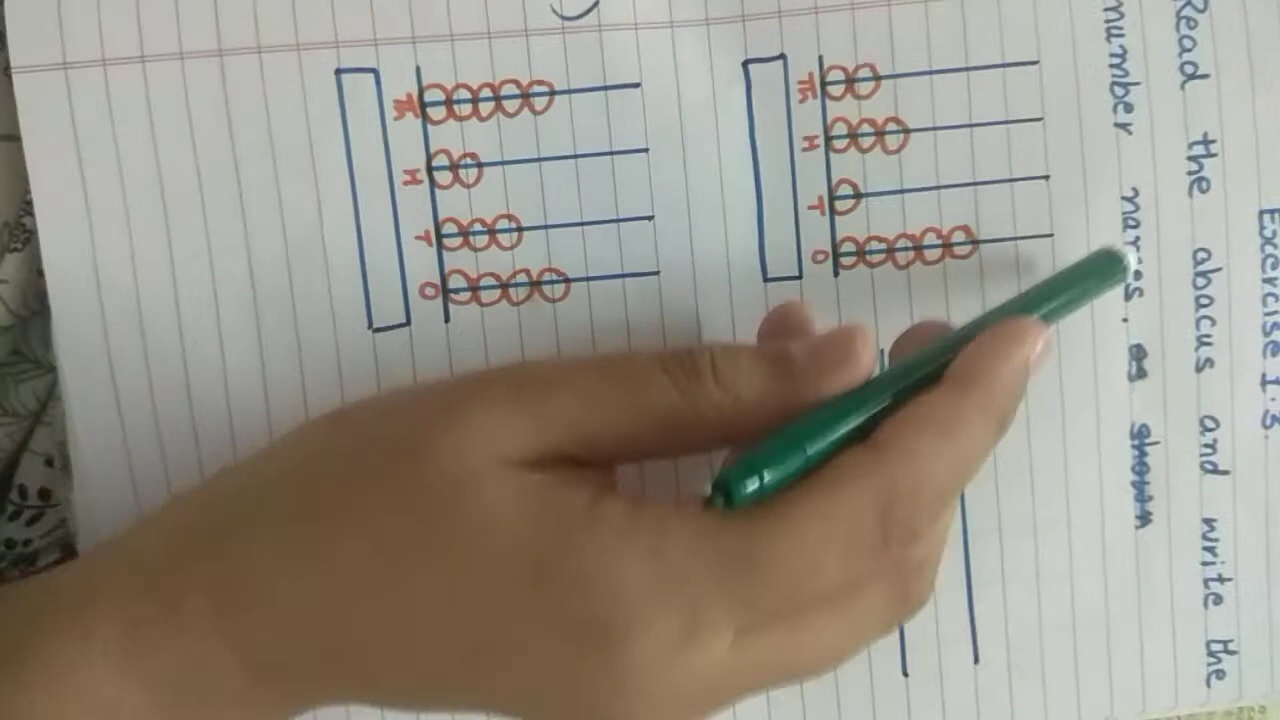 Exercise 1.3.
Read the abacus and write the
number names. as shown
Th H T O
)
Th H T O